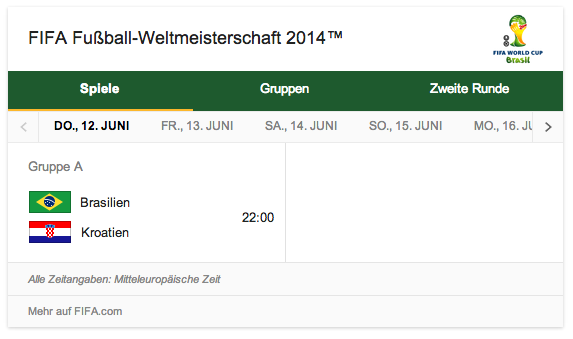 FIFA Fußball-Weltmeisterschaft 2014™
FIFA WORLD CUP
Brasil
Spiele Gruppen Zweite Runde
DO., 12. JUNI FR., 13. JUNI SA., 14. JUNI SO., 15. JUNI MO., 16. JU
Gruppe A
Brasilien
22:00
Kroatien
Alle Zeitangaben: Mitteleuropäische Zeit
Mehr auf FIFA.com